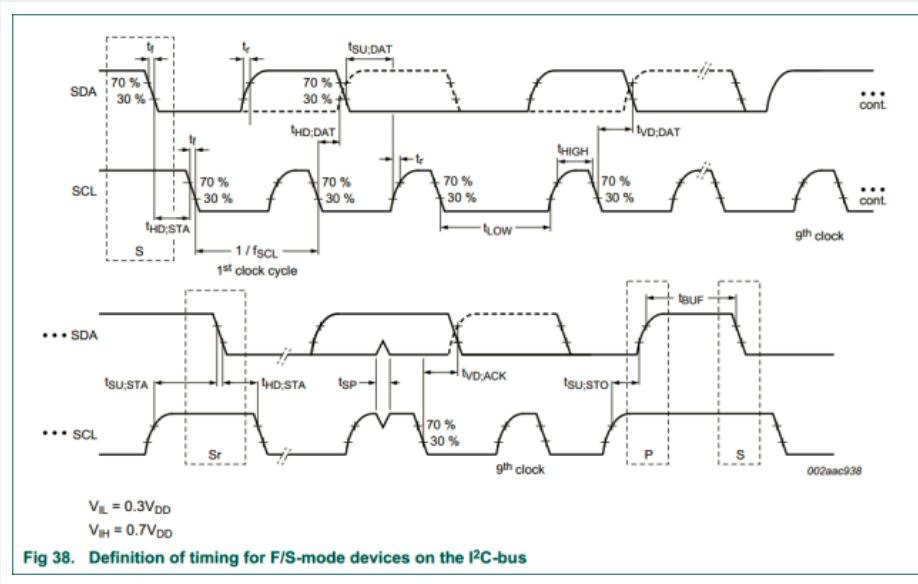 tf
tr
tSU;DAT
SDA
70 %
30 %
70 %
30 %
cont.
tHD;DAT
tVD;DAT
tf
tr
tHIGH
SCL
70 %
30 %
70 %
30 %
70 %
30 %
70 %
30 %
cont.
tHD;STA
tLOW
9th clock
S
1 / fSCL
1st clock cycle
tBUF
••• SDA
tSU;STA
tHD;STA
tSP
tVD;ACK
tSU;STO
70 %
30 %
••• SCL
Sr
9th clock
P
S
002aac938
VIL = 0.3VDD
VIH = 0.7VDD
Fig 38. Definition of timing for F/S-mode devices on the I²C-bus